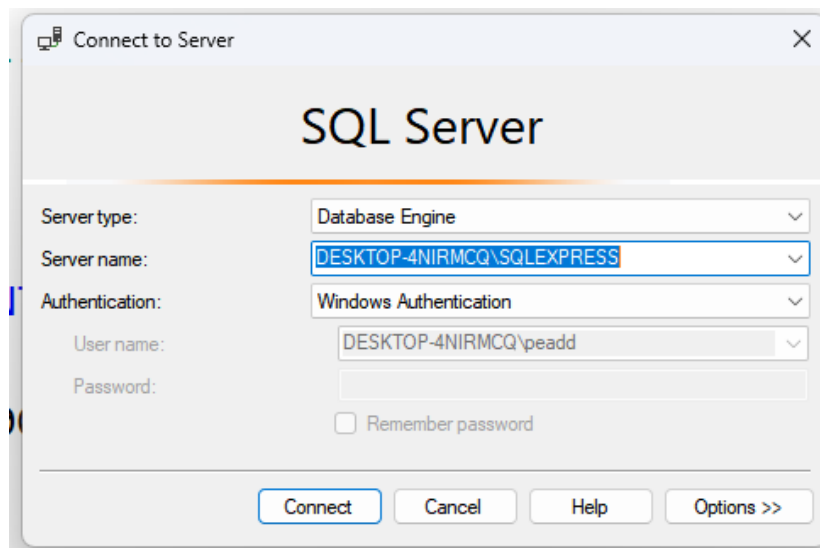 Connect to Server
SQL Server
Server type: Database Engine
Server name: DESKTOP-4NIRMCQ\SQLEXPRESS
Authentication: Windows Authentication
User name: DESKTOP-4NIRMCQ\peadd
Password:
Remember password
Connect Cancel Help Options >>